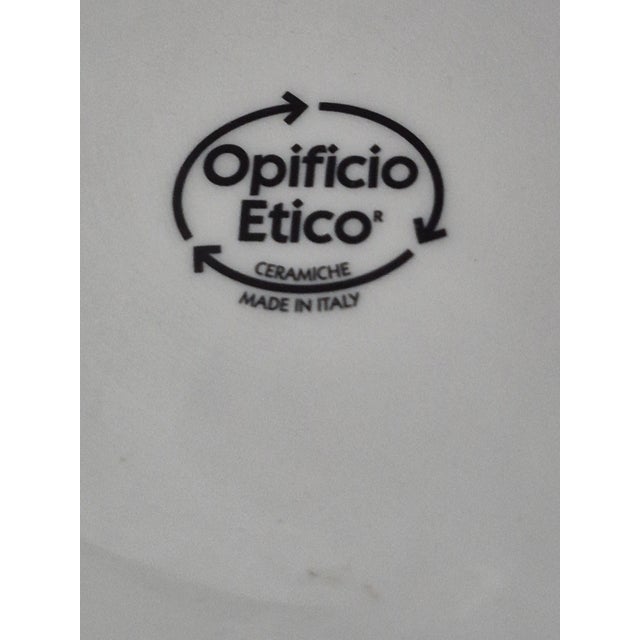 Opificio
Etico R
CERAMICHE
MADE IN ITALY